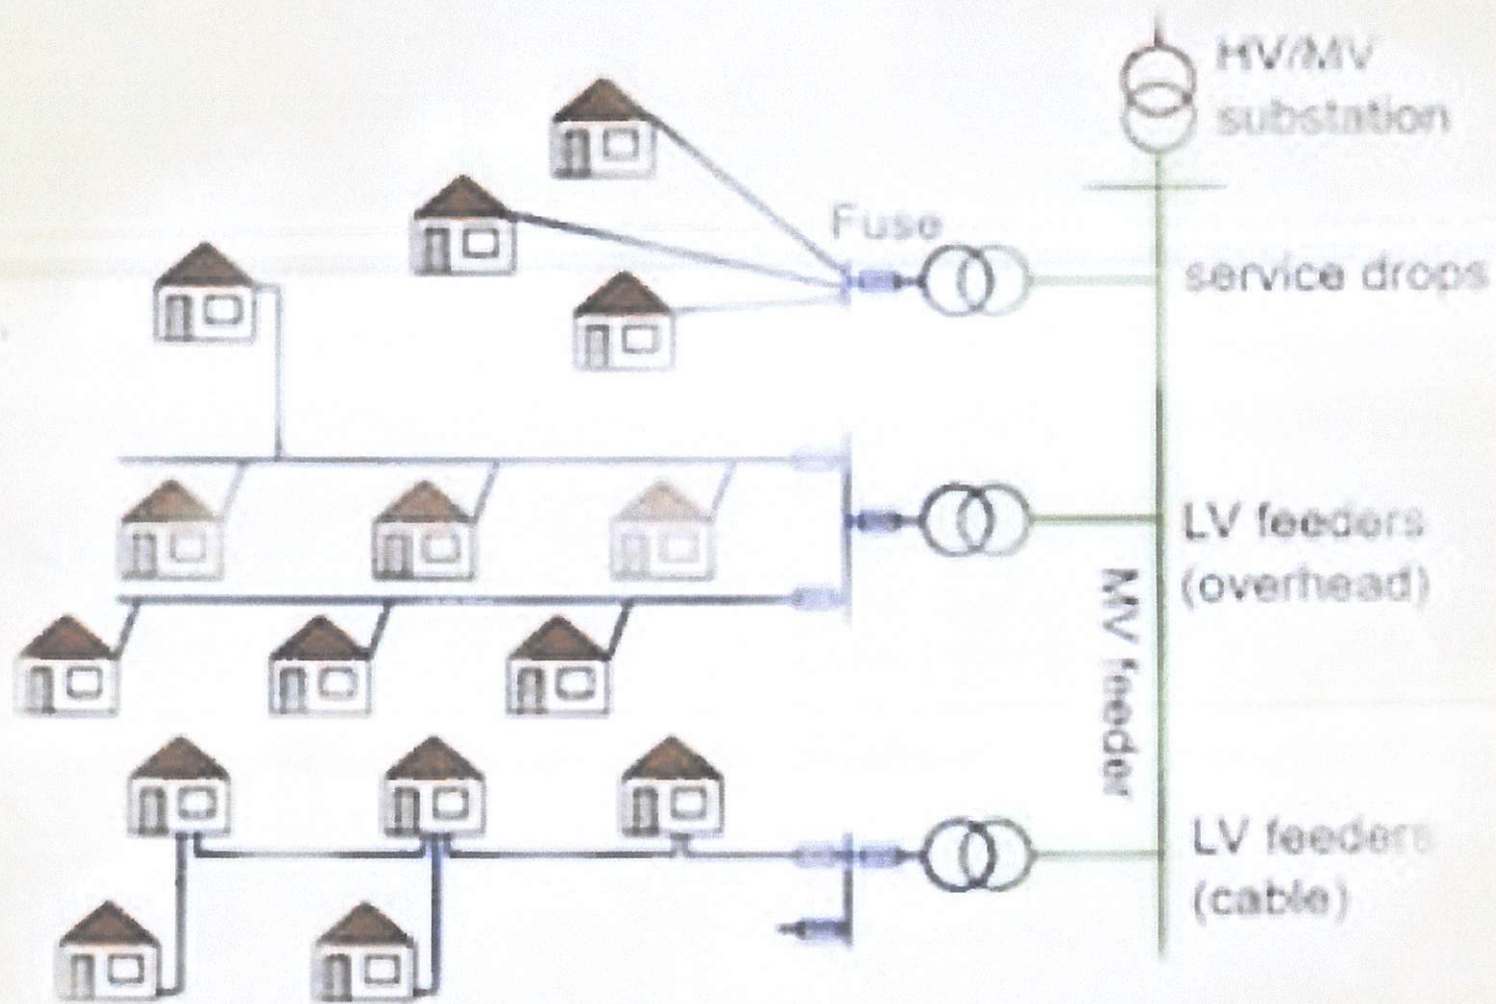 HV/MV
substation
Fuse
service drops
LV feeders
(overhead)
MV feeder
LV feeders
(cable)